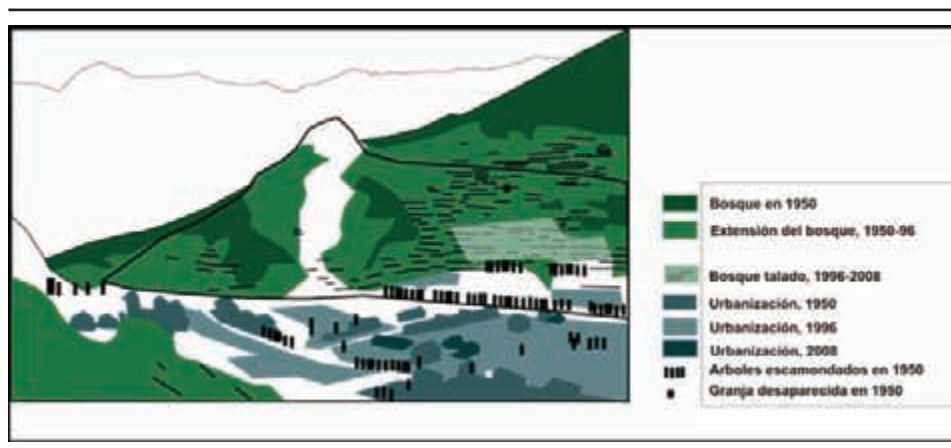 Bosque en 1950
Extensión del bosque, 1950-96
Bosque talado, 1996-2008
Urbanización, 1950
Urbanización, 1996
Urbanización, 2008
Arboles escamondados en 1950
Granja desaparecida en 1950